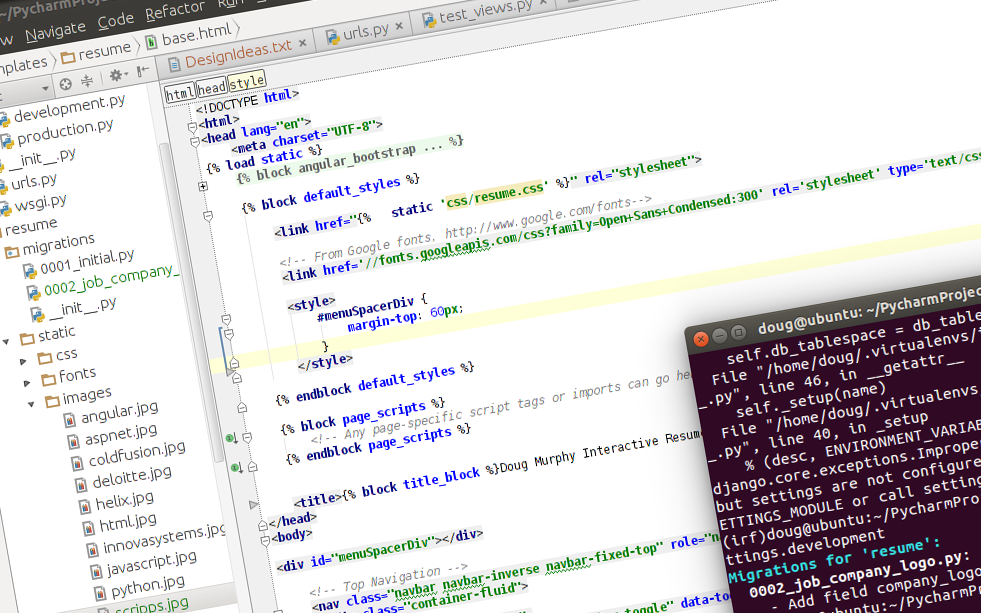 ~/PycharmProj
w Navigate Code Refactor Run
mplates resume base.html
DesignIdeas.txt × urls.py × test_views.py ×
html head style
development.py
production.py
__init__.py
urls.py
wsgi.py
resume
migrations
0001_initial.py
0002_job_company_
__init__.py
static
css
fonts
images
angular.jpg
aspnet.jpg
coldfusion.jpg
deloitte.jpg
helix.jpg
html.jpg
innovasystems.jpg
javascript.jpg
python.jpg
scripps.jpg
<!DOCTYPE html>
<html>
<head lang="en">
<meta charset="UTF-8">
{% load static %}
{% block angular_bootstrap ... %}
{% block default_styles %}
<link href="{% static 'css/resume.css' %}" rel="stylesheet">
<!-- From Google fonts, http://www.google.com/fonts-->
<link href='//fonts.googleapis.com/css?family=Open+Sans+Condensed:300' rel='stylesheet' type='text/css
<style>
#menuSpacerDiv {
margin-top: 60px;
}
</style>
{% endblock default_styles %}
{% block page_scripts %}
<!-- Any page-specific script tags or imports can go he
{% endblock page_scripts %}
<title>{% block title_block %}Doug Murphy Interactive Resum
</head>
<body>
<div id="menuSpacerDiv"></div>
<!-- Top Navigation -->
<nav class="navbar navbar-inverse navbar-fixed-top" role="n
class="container-fluid">
toggle" data-to
doug@ubuntu: ~/PycharmProjec
self.db_tablespace = db_table
File "/home/doug/.virtualenvs/
_.py", line 46, in __getattr__
self._setup(name)
File "/home/doug/.virtualenvs,
_.py", line 40, in _setup
% (desc, ENVIRONMENT_VARIAB
django.core.exceptions.Improper
but settings are not configure
ETTINGS_MODULE or call setting
(irf)doug@ubuntu:~/PycharmPro
ttings.development
Migrations for 'resume':
0002_job_company_logo.py:
- Add field company_logo
ubuntu:~/PycharmPr